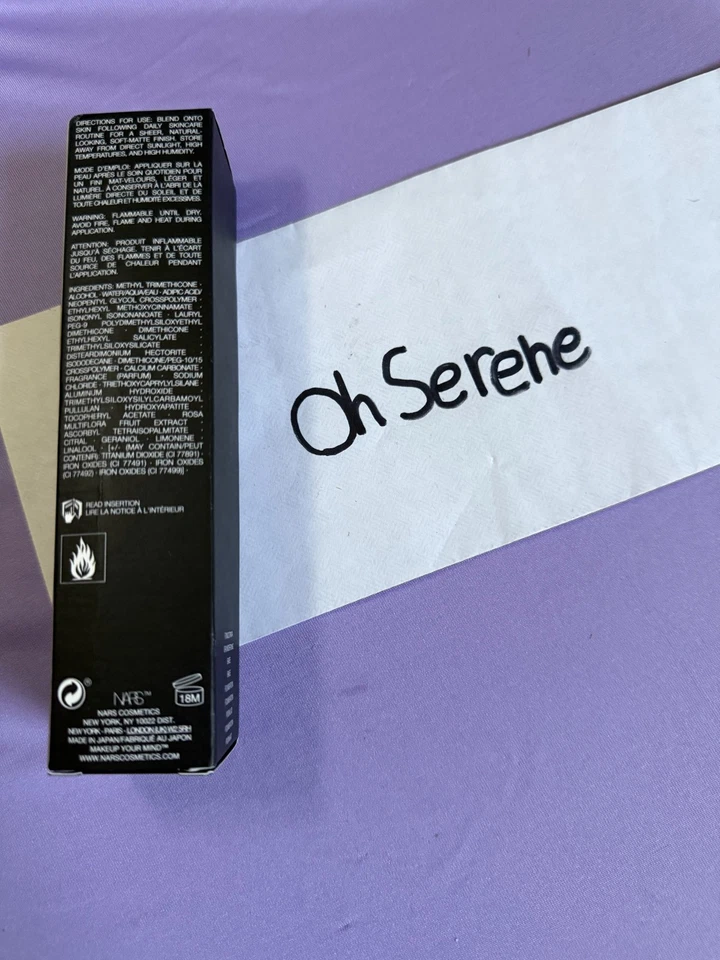 DIRECTIONS FOR USE: BLEND ONTO
SKIN FOLLOWING DAILY SKINCARE
ROUTINE FOR A SHEER, NATURAL-
LOOKING, SOFT-MATTE FINISH. STORE
AWAY FROM DIRECT SUNLIGHT, HIGH
TEMPERATURES, AND HIGH HUMIDITY.
MODE D'EMPLOI: APPLIQUER SUR LA
PEAU APRÈS LE SOIN QUOTIDIEN POUR
UN FINI MAT-VELOURS, LÉGER ET
NATUREL. À CONSERVER À L'ABRI DE LA
LUMIÈRE DIRECTE DU SOLEIL ET DE
TOUTE CHALEUR ET HUMIDITÉ EXCESSIVES.
WARNING: FLAMMABLE UNTIL DRY.
AVOID FIRE, FLAME AND HEAT DURING
APPLICATION.
ATTENTION: PRODUIT INFLAMMABLE
JUSQU'À SÉCHAGE. TENIR À L'ÉCART
DU FEU, DES FLAMMES ET DE TOUTE
SOURCE DE CHALEUR PENDANT
L'APPLICATION.
INGREDIENTS: METHYL TRIMETHICONE ·
ALCOHOL · WATER/AQUA/EAU · ADIPIC ACID/
NEOPENTYL GLYCOL CROSSPOLYMER ·
ETHYLHEXYL METHOXYCINNAMATE ·
ISONONYL ISONONANOATE · LAURYL
PEG-9 POLYDIMETHYLSILOXYETHYL
DIMETHICONE · DIMETHICONE ·
ETHYLHEXYL SALICYLATE ·
TRIMETHYLSILOXYSILICATE ·
DISTEARDIMONIUM HECTORITE ·
ISODODECANE · DIMETHICONE/PEG-10/15
CROSSPOLYMER · CALCIUM CARBONATE ·
FRAGRANCE (PARFUM) · SODIUM
CHLORIDE · TRIETHOXYCAPRYLYLSILANE ·
ALUMINUM HYDROXIDE ·
TRIMETHYLSILOXYSILYLCARBAMOYL
PULLULAN · HYDROXYAPATITE ·
TOCOPHERYL ACETATE · ROSA
MULTIFLORA FRUIT EXTRACT ·
ASCORBYL TETRAISOPALMITATE ·
CITRAL · GERANIOL · LIMONENE ·
LINALOOL · [+/- (MAY CONTAIN/PEUT
CONTENIR): TITANIUM DIOXIDE (CI 77891) ·
IRON OXIDES (CI 77491) · IRON OXIDES
(CI 77492) · IRON OXIDES (CI 77499)] ·
READ INSERTION
LIRE LA NOTICE À L'INTÉRIEUR
NARS™
18M
NARS COSMETICS
NEW YORK, NY 10022 DIST.
NEW YORK - PARIS - LONDON (UK) W2 5RH
MADE IN JAPAN/FABRIQUÉ AU JAPON
MAKEUP YOUR MIND™
WWW.NARSCOSMETICS.COM
Oh Serene